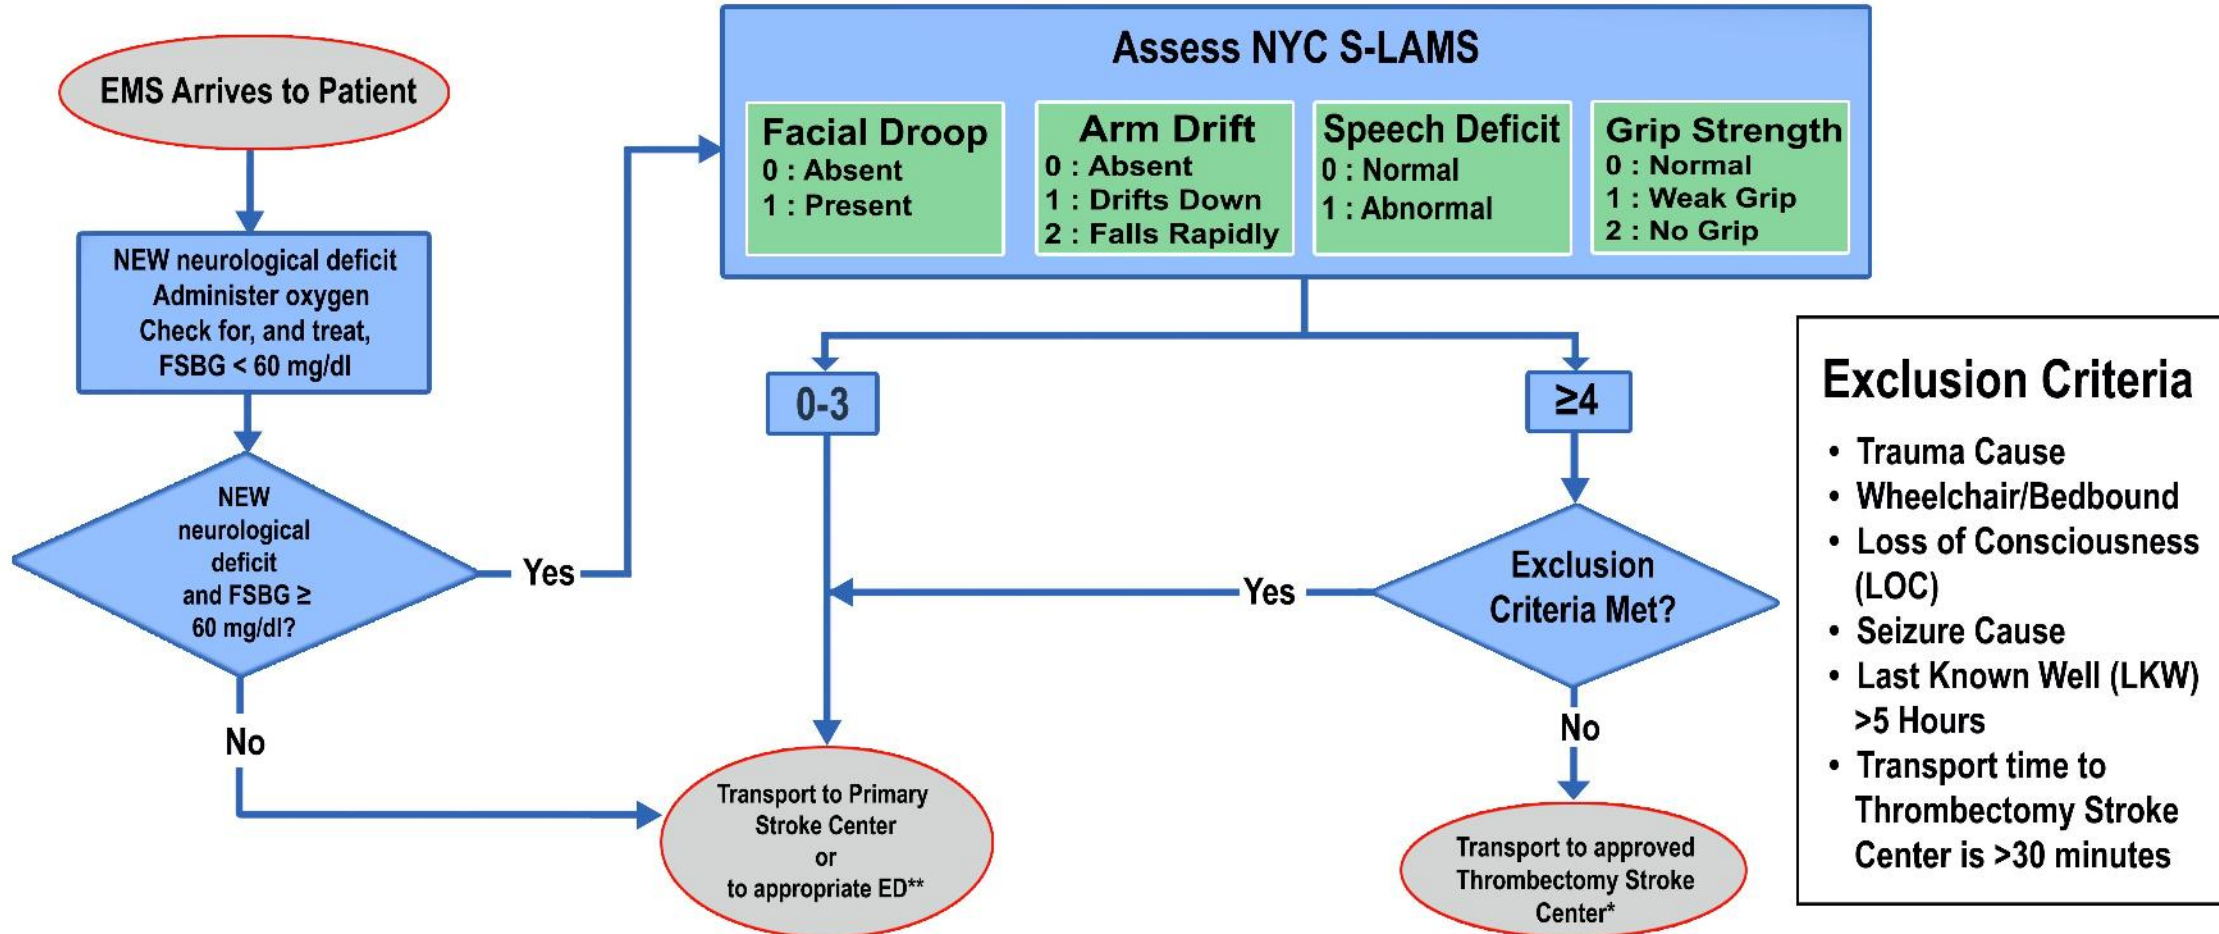 EMS Arrives to Patient
NEW neurological deficit
Administer oxygen
Check for, and treat,
FSBG < 60 mg/dl
NEW
neurological
deficit
and FSBG ≥
60 mg/dl?
Yes
No
Assess NYC S-LAMS
Facial Droop
0 : Absent
1 : Present
Arm Drift
0 : Absent
1 : Drifts Down
2 : Falls Rapidly
Speech Deficit
0 : Normal
1 : Abnormal
Grip Strength
0 : Normal
1 : Weak Grip
2 : No Grip
0-3
≥4
Exclusion
Criteria Met?
Yes
No
Transport to Primary
Stroke Center
or
to appropriate ED**
Transport to approved
Thrombectomy Stroke
Center*
Exclusion Criteria
• Trauma Cause
• Wheelchair/Bedbound
• Loss of Consciousness
(LOC)
• Seizure Cause
• Last Known Well (LKW)
>5 Hours
• Transport time to
Thrombectomy Stroke
Center is >30 minutes